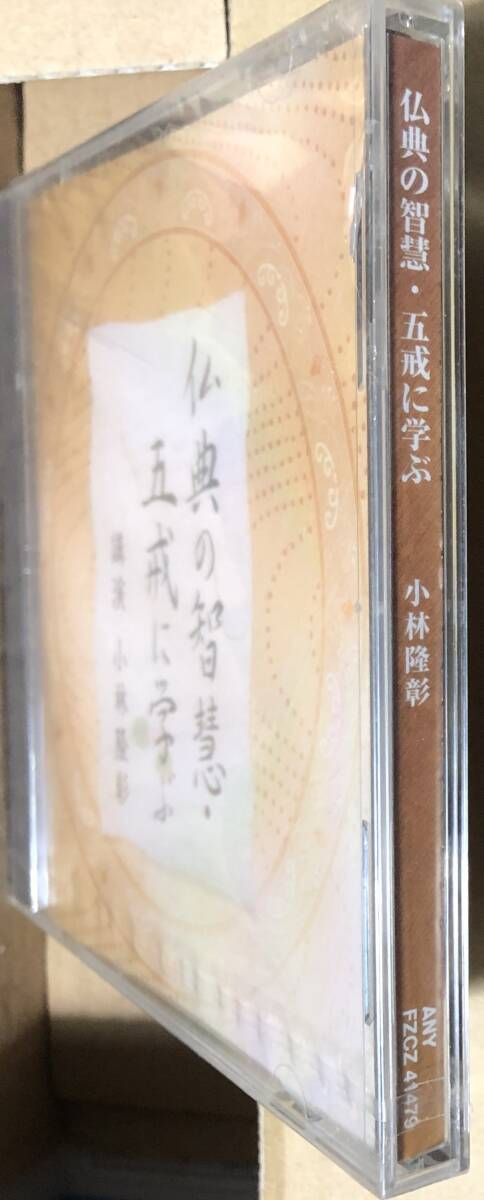 仏典の智慧・五戒に学ぶ 小林隆彰
ANY
FZCZ 41479
仏典の智慧・
五戒に学ぶ
講演 小林隆彰